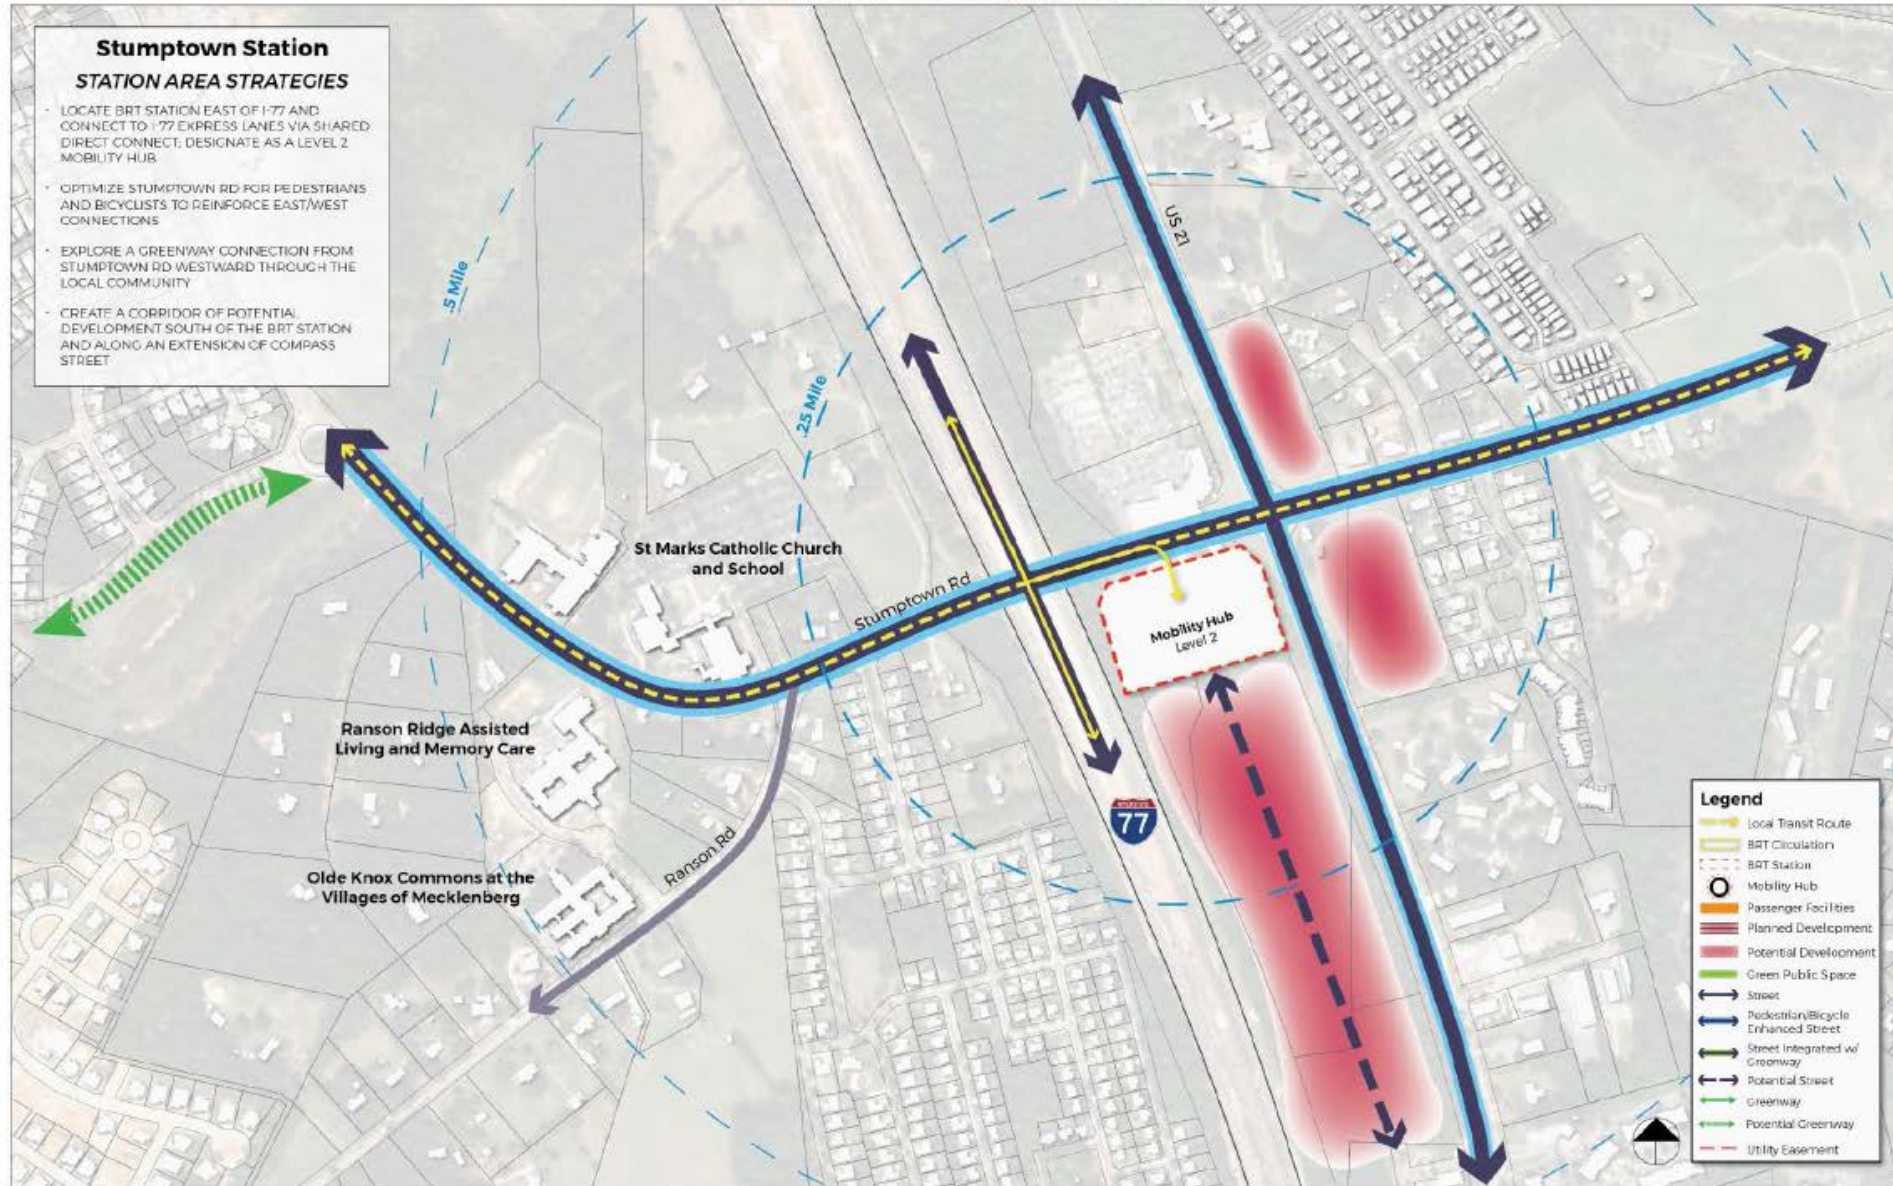 Stumptown Station
STATION AREA STRATEGIES
· LOCATE BRT STATION EAST OF I-77 AND
CONNECT TO I-77 EXPRESS LANES VIA SHARED
DIRECT CONNECT; DESIGNATE AS A LEVEL 2
MOBILITY HUB
· OPTIMIZE STUMPTOWN RD FOR PEDESTRIANS
AND BICYCLISTS TO REINFORCE EAST/WEST
CONNECTIONS
· EXPLORE A GREENWAY CONNECTION FROM
STUMPTOWN RD WESTWARD THROUGH THE
LOCAL COMMUNITY
· CREATE A CORRIDOR OF POTENTIAL
DEVELOPMENT SOUTH OF THE BRT STATION
AND ALONG AN EXTENSION OF COMPASS
STREET
.5 Mile
.25 Mile
US 21
St Marks Catholic Church
and School
Stumptown Rd
Mobility Hub
Level 2
Ranson Ridge Assisted
Living and Memory Care
Ranson Rd
Olde Knox Commons at the
Villages of Mecklenberg
INTERSTATE
77
Legend
Local Transit Route
BRT Circulation
BRT Station
Mobility Hub
Passenger Facilities
Planned Development
Potential Development
Green Public Space
Street
Pedestrian/Bicycle
Enhanced Street
Street Integrated w/
Greenway
Potential Street
Greenway
Potential Greenway
Utility Easement